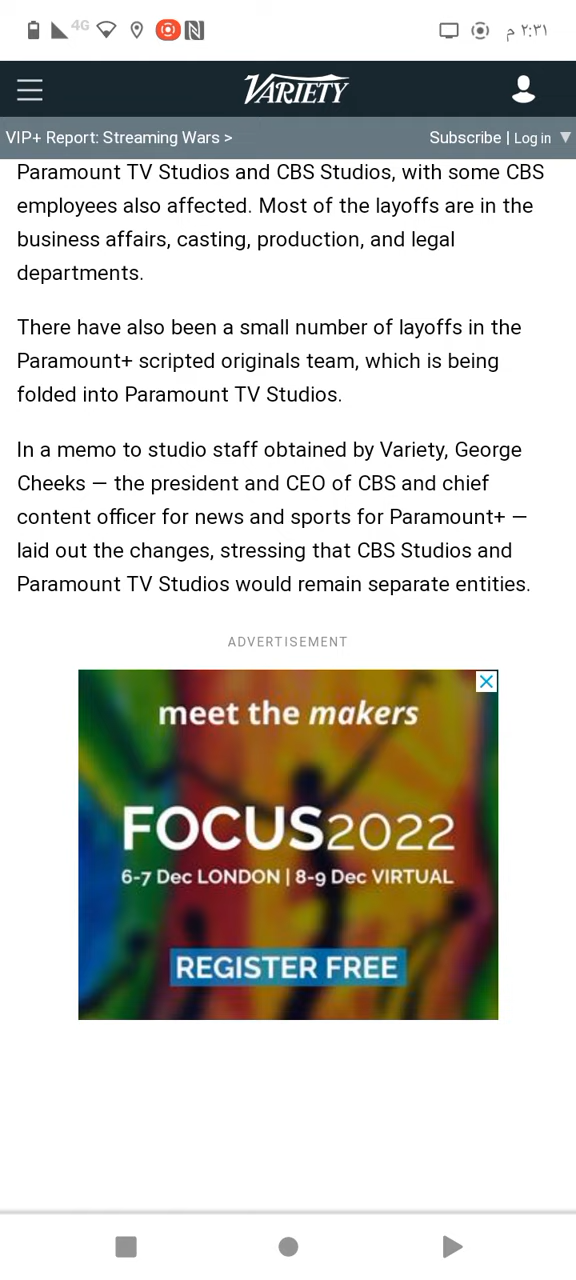 4G
٢:٣١ م
VARIETY
VIP+ Report: Streaming Wars >
Subscribe | Log in ▼
Paramount TV Studios and CBS Studios, with some CBS
employees also affected. Most of the layoffs are in the
business affairs, casting, production, and legal
departments.
There have also been a small number of layoffs in the
Paramount+ scripted originals team, which is being
folded into Paramount TV Studios.
In a memo to studio staff obtained by Variety, George
Cheeks — the president and CEO of CBS and chief
content officer for news and sports for Paramount+ —
laid out the changes, stressing that CBS Studios and
Paramount TV Studios would remain separate entities.
ADVERTISEMENT
meet the makers
FOCUS2022
6-7 Dec LONDON | 8-9 Dec VIRTUAL
REGISTER FREE